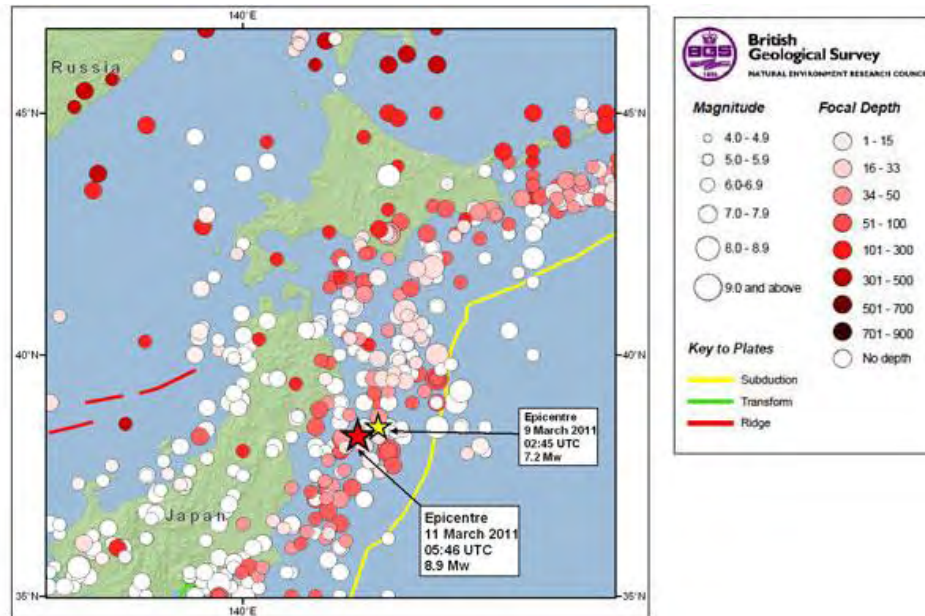 140°E
Russia
45°N
45°N
40°N
40°N
Epicentre
9 March 2011
02:45 UTC
7.2 Mw
Japan
Epicentre
11 March 2011
05:46 UTC
8.9 Mw
35°N
35°N
140°E
BGS
British
Geological Survey
NATURAL ENVIRONMENT RESEARCH COUNCIL
Magnitude
4.0 - 4.9
5.0 - 5.9
6.0-6.9
7.0 - 7.9
8.0 - 8.9
9.0 and above
Focal Depth
1 - 15
16 - 33
34 - 50
51 - 100
101 - 300
301 - 500
501 - 700
701 - 900
No depth
Key to Plates
Subduction
Transform
Ridge